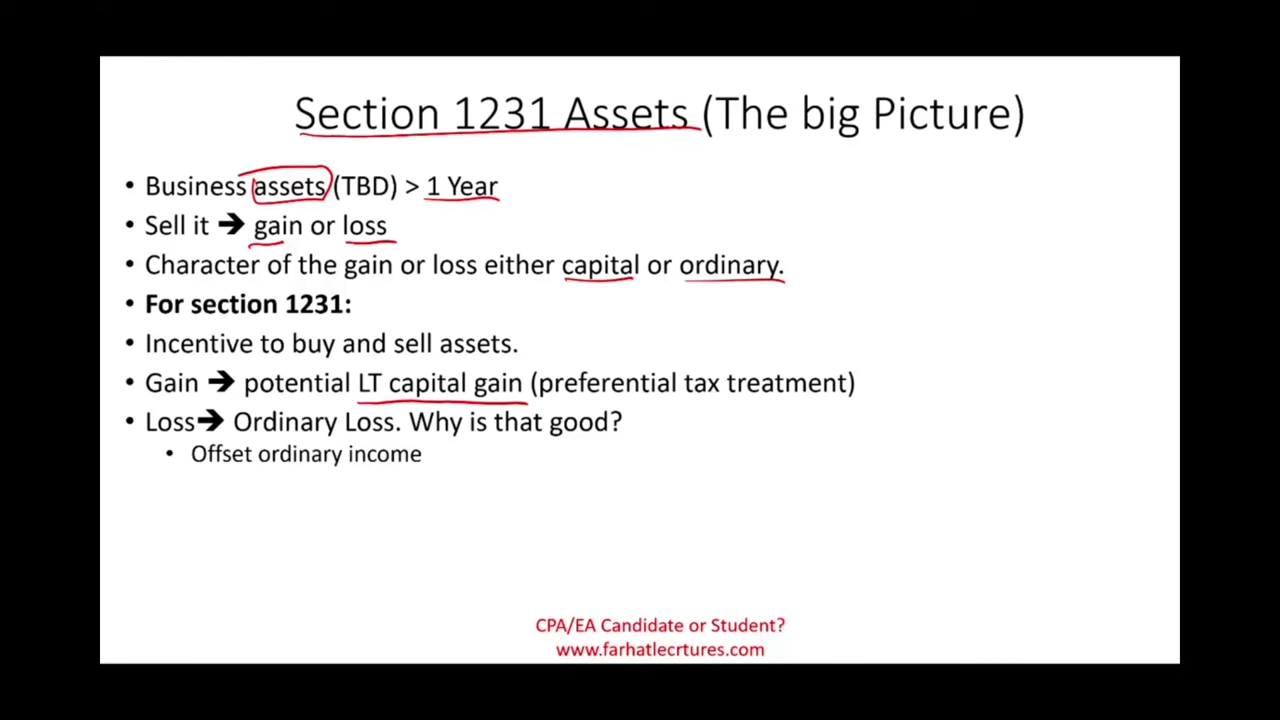 Section 1231 Assets (The big Picture)
• Business assets (TBD) > 1 Year
• Sell it 🡲 gain or loss
• Character of the gain or loss either capital or ordinary.
• For section 1231:
• Incentive to buy and sell assets.
• Gain 🡲 potential LT capital gain (preferential tax treatment)
• Loss🡲 Ordinary Loss. Why is that good?
• Offset ordinary income
CPA/EA Candidate or Student?
www.farhatlecrtures.com